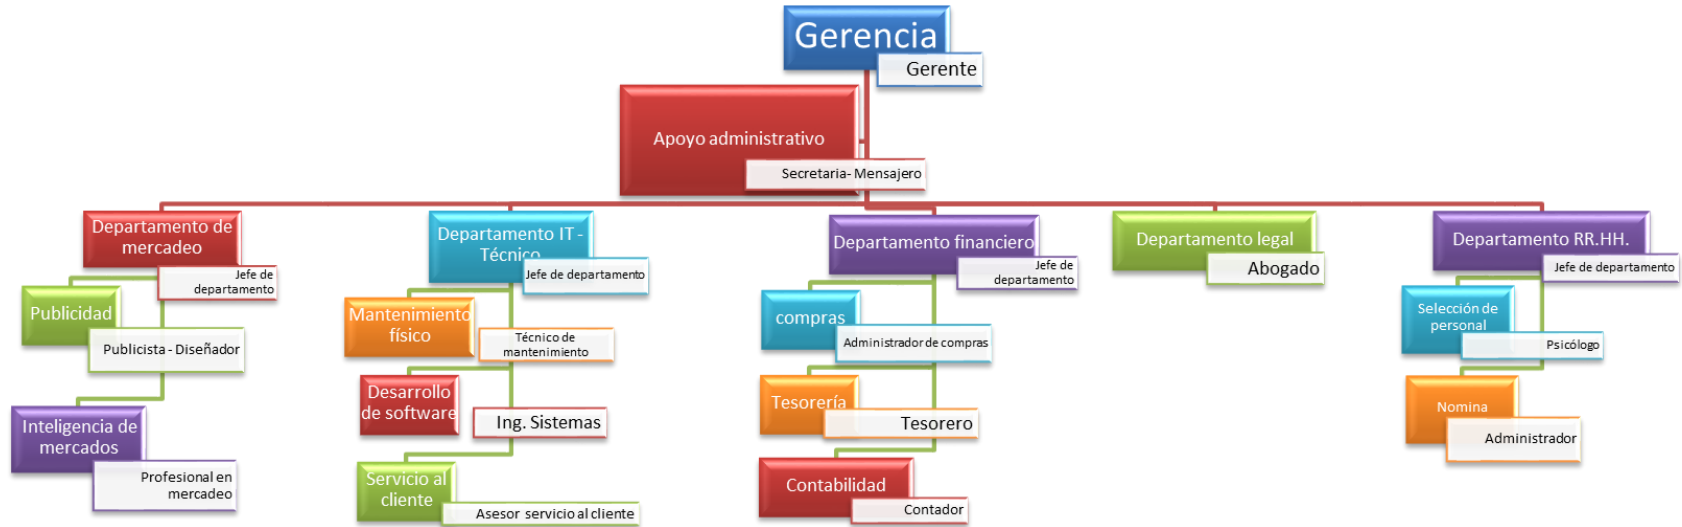 Gerencia
Gerente
Apoyo administrativo
Secretaria- Mensajero
Departamento de
mercadeo
Jefe de
departamento
Publicidad
Publicista - Diseñador
Inteligencia de
mercados
Profesional en
mercadeo
Departamento IT -
Técnico
Jefe de departamento
Mantenimiento
físico
Técnico de
mantenimiento
Desarrollo
de software
Ing. Sistemas
Servicio al
cliente
Asesor servicio al cliente
Departamento financiero
Jefe de
departamento
compras
Administrador de compras
Tesorería
Tesorero
Contabilidad
Contador
Departamento legal
Abogado
Departamento RR.HH.
Jefe de departamento
Selección de
personal
Psicólogo
Nomina
Administrador